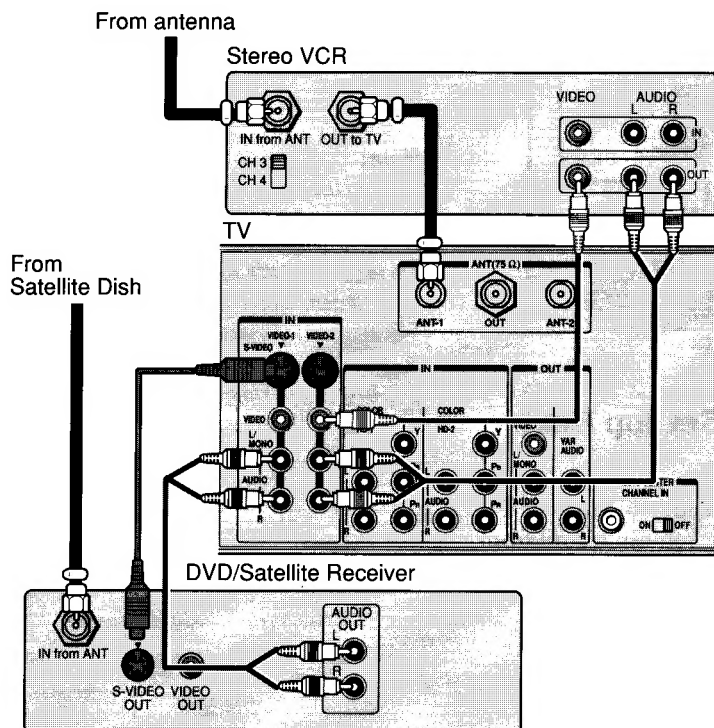 From antenna
Stereo VCR
VIDEO AUDIO
L R
IN from ANT OUT to TV
IN
CH 3
CH 4
OUT
TV
ANT(75 Ω)
ANT-1 OUT ANT-2
From
Satellite Dish
IN
VIDEO-1 VIDEO-2
S-VIDEO
IN OUT
VIDEO
COLOR
HD-2
Y Y
VIDEO
VAR
AUDIO
L/
MONO
L
L/
MONO
CHANNEL IN
AUDIO
R
PR
AUDIO
R
PR
AUDIO
R
L
R
ON OFF
DVD/Satellite Receiver
IN from ANT
S-VIDEO
OUT
VIDEO
OUT
AUDIO
OUT
L
R